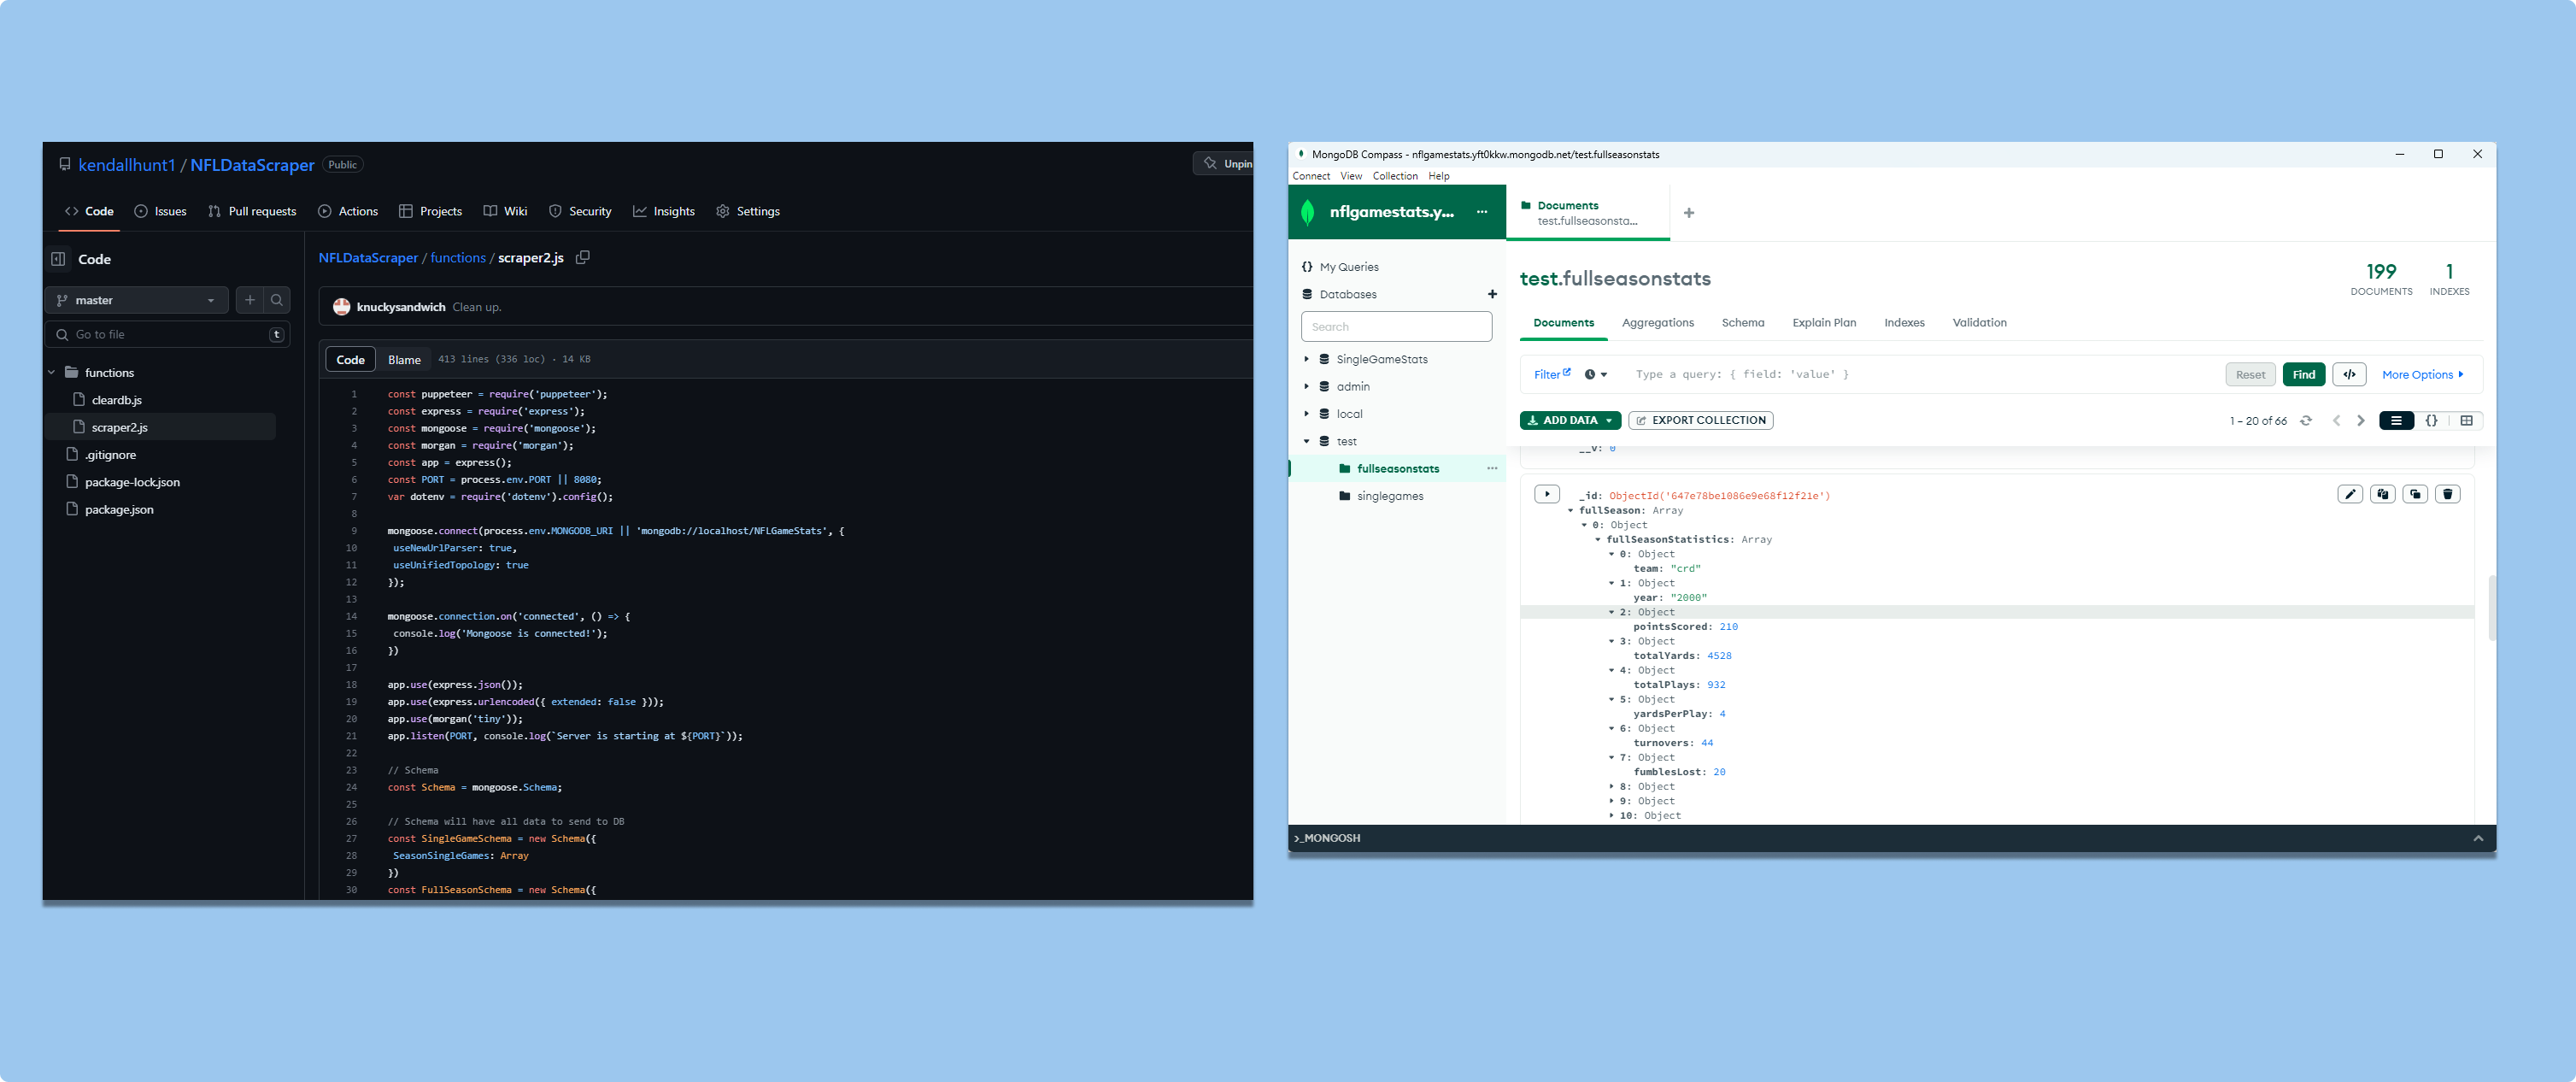 kendallhunt1 / NFLDataScraper Public
Unpin
Code Issues Pull requests Actions Projects Wiki Security Insights Settings
Code
master
Go to file t
functions
cleardb.js
scraper2.js
.gitignore
package-lock.json
package.json
NFLDataScraper / functions / scraper2.js
knuckysandwich Clean up.
Code Blame 413 lines (336 loc) · 14 KB
1 const puppeteer = require('puppeteer');
2 const express = require('express');
3 const mongoose = require('mongoose');
4 const morgan = require('morgan');
5 const app = express();
6 const PORT = process.env.PORT || 8080;
7 var dotenv = require('dotenv').config();
8
9 mongoose.connect(process.env.MONGODB_URI || 'mongodb://localhost/NFLGameStats', {
10 useNewUrlParser: true,
11 useUnifiedTopology: true
12 });
13
14 mongoose.connection.on('connected', () => {
15 console.log('Mongoose is connected!');
16 })
17
18 app.use(express.json());
19 app.use(express.urlencoded({ extended: false }));
20 app.use(morgan('tiny'));
21 app.listen(PORT, console.log(`Server is starting at ${PORT}`));
22
23 // Schema
24 const Schema = mongoose.Schema;
25
26 // Schema will have all data to send to DB
27 const SingleGameSchema = new Schema({
28 SeasonSingleGames: Array
29 })
30 const FullSeasonSchema = new Schema({
MongoDB Compass - nflgamestats.yft0kkw.mongodb.net/test.fullseasonstats
Connect View Collection Help
nflgamestats.y... ...
My Queries
Databases
Search
SingleGameStats
admin
local
test
fullseasonstats ...
singlegames
Documents
test.fullseasonsta...
test.fullseasonstats
199 DOCUMENTS
1 INDEXES
Documents Aggregations Schema Explain Plan Indexes Validation
Filter Type a query: { field: 'value' } Reset Find </> More Options
ADD DATA EXPORT COLLECTION 1 – 20 of 66 {}
__v: 0
_id: ObjectId('647e78be1086e9e68f12f21e')
fullSeason: Array
0: Object
fullSeasonStatistics: Array
0: Object
team: "crd"
1: Object
year: "2000"
2: Object
pointsScored: 210
3: Object
totalYards: 4528
4: Object
totalPlays: 932
5: Object
yardsPerPlay: 4
6: Object
turnovers: 44
7: Object
fumblesLost: 20
8: Object
9: Object
10: Object
>_MONGOSH